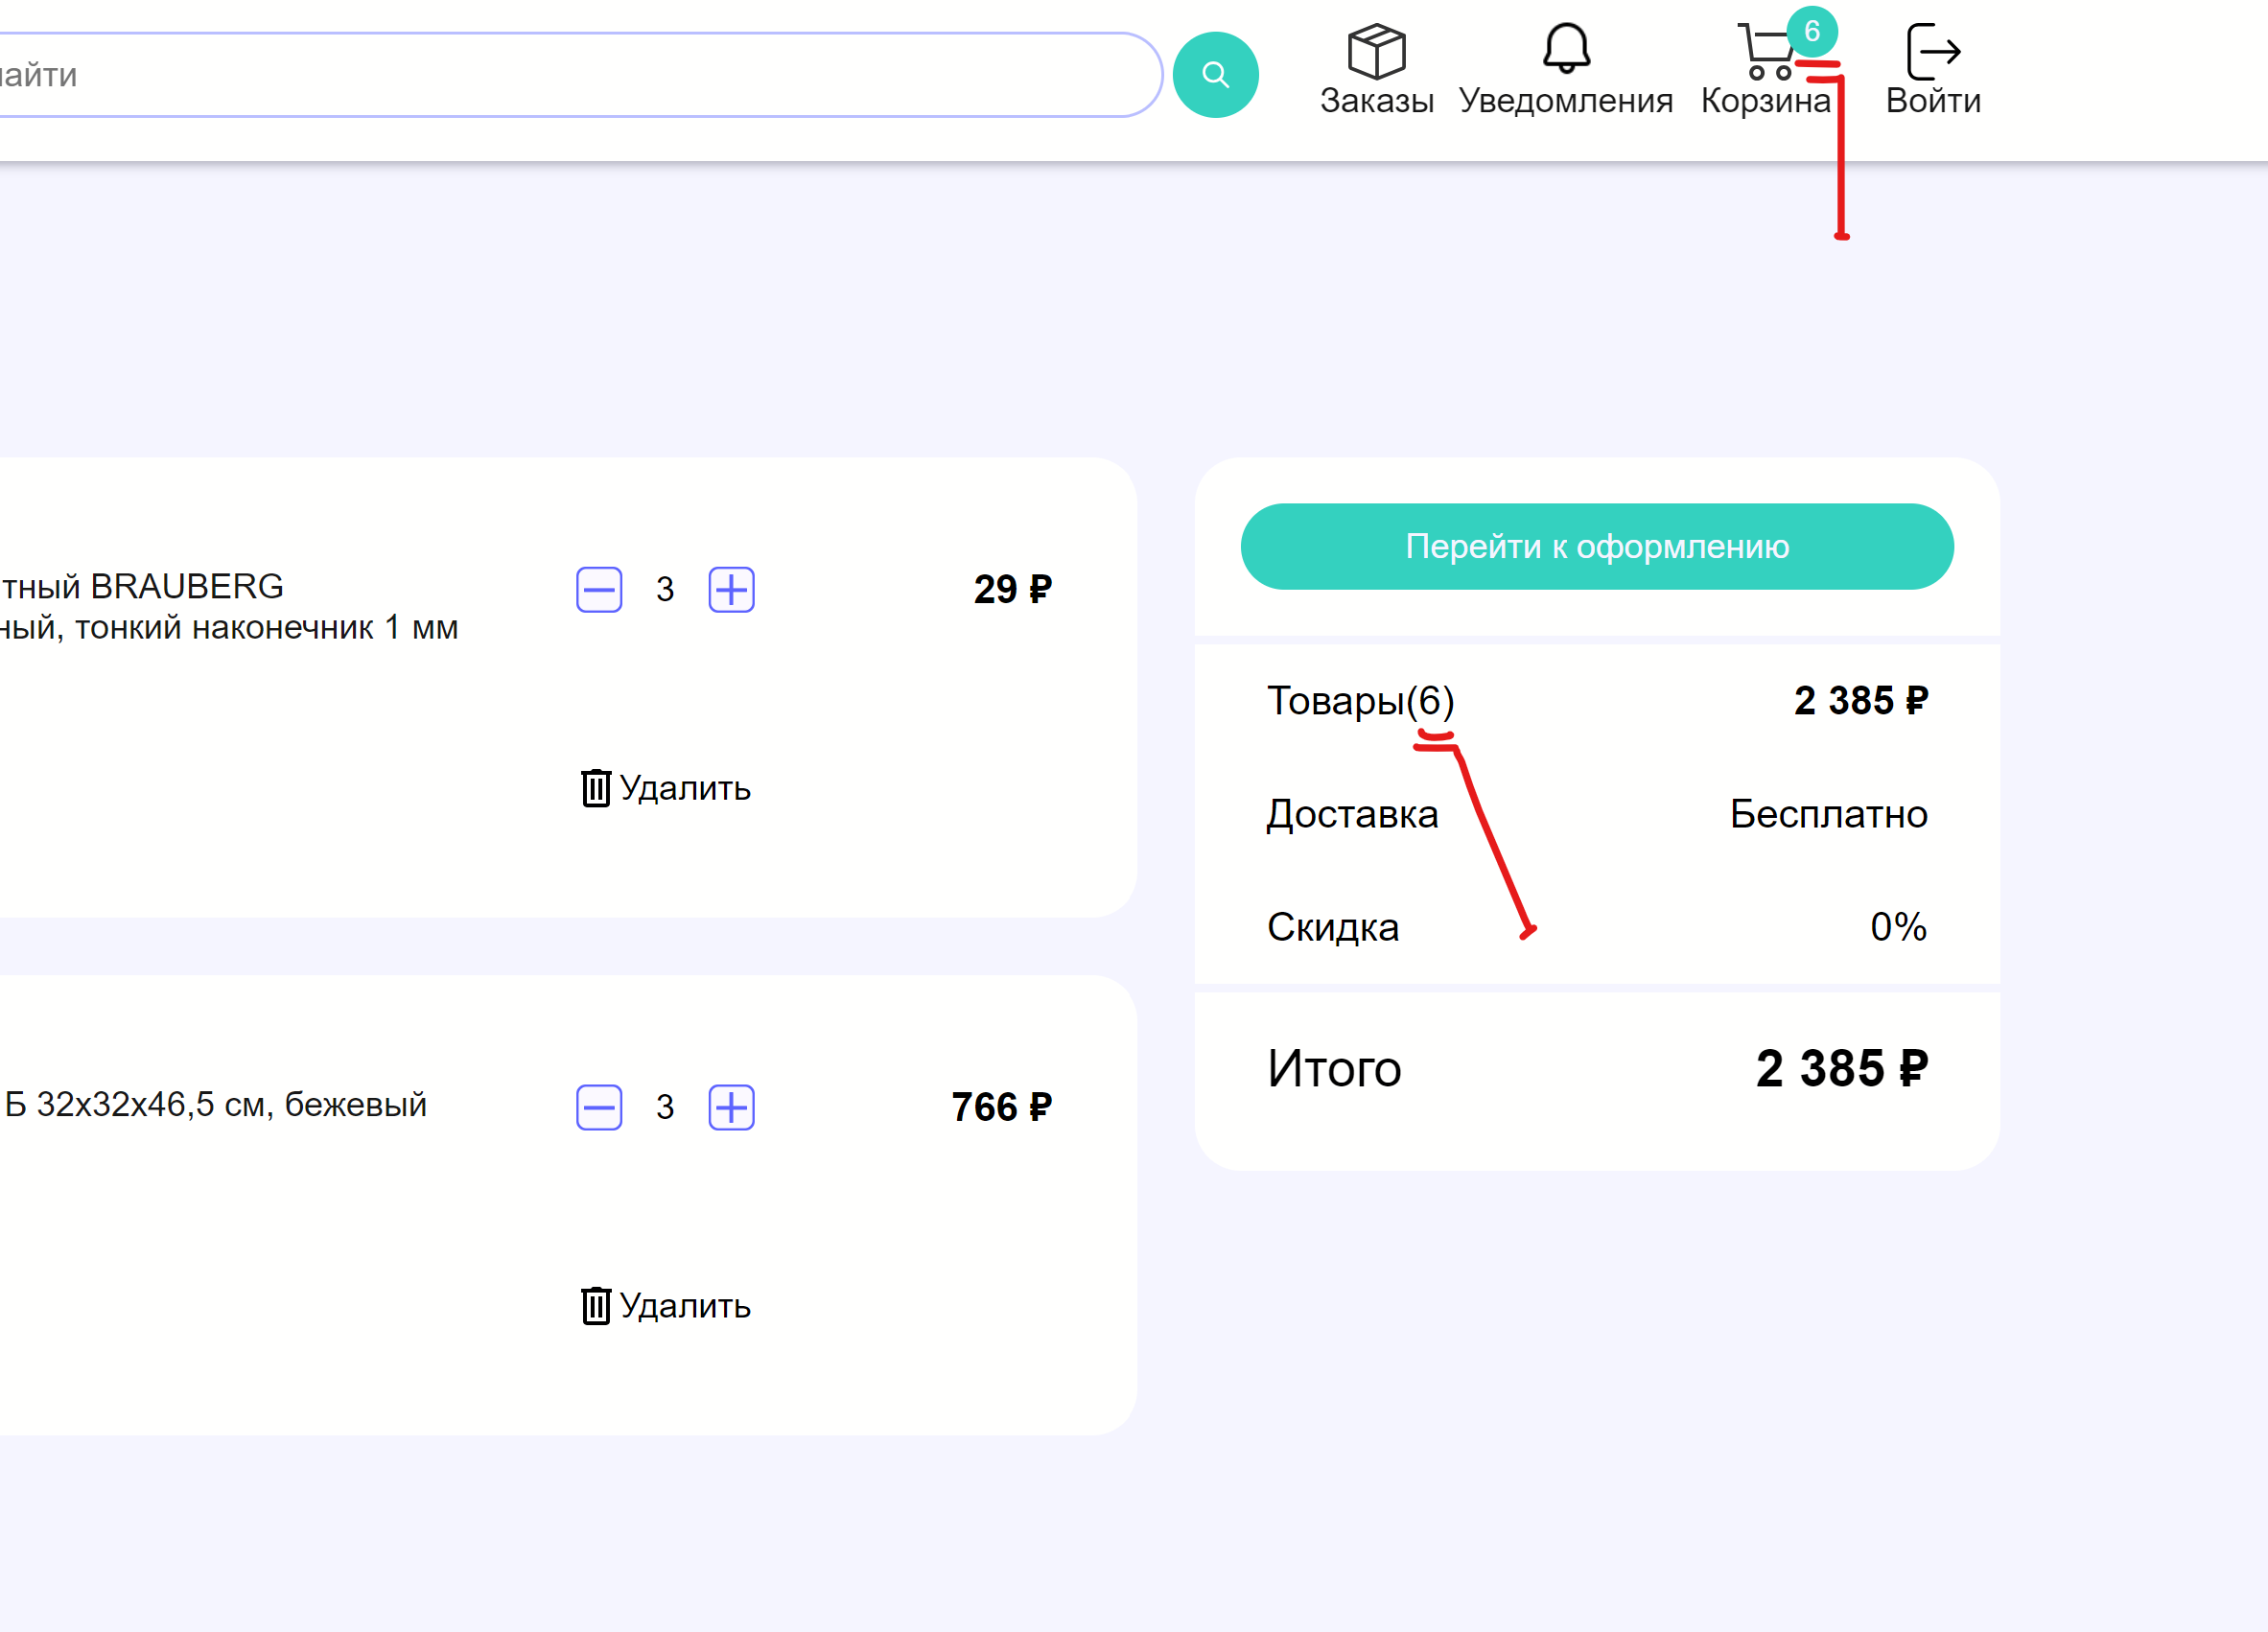 6
Заказы Уведомления Корзина Войти
Перейти к оформлению
тный BRAUBERG 3 29 ₽
ный, тонкий наконечник 1 мм
Товары(6) 2 385 ₽
Удалить
Доставка Бесплатно
Скидка 0%
Итого 2 385 ₽
Б 32х32х46,5 см, бежевый 3 766 ₽
Удалить